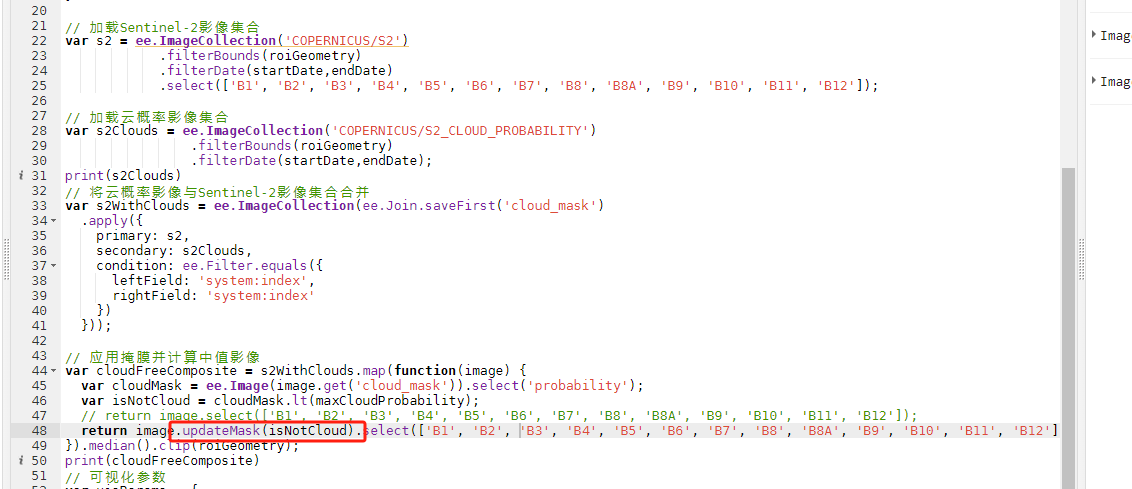 20
21 // 加载Sentinel-2影像集合
22 var s2 = ee.ImageCollection('COPERNICUS/S2')
23 .filterBounds(roiGeometry)
24 .filterDate(startDate,endDate)
25 .select(['B1', 'B2', 'B3', 'B4', 'B5', 'B6', 'B7', 'B8', 'B8A', 'B9', 'B10', 'B11', 'B12']);
26
27 // 加载云概率影像集合
28 var s2Clouds = ee.ImageCollection('COPERNICUS/S2_CLOUD_PROBABILITY')
29 .filterBounds(roiGeometry)
30 .filterDate(startDate,endDate);
i 31 print(s2Clouds)
32 // 将云概率影像与Sentinel-2影像集合合并
33 var s2WithClouds = ee.ImageCollection(ee.Join.saveFirst('cloud_mask')
34 .apply({
35 primary: s2,
36 secondary: s2Clouds,
37 condition: ee.Filter.equals({
38 leftField: 'system:index',
39 rightField: 'system:index'
40 })
41 }));
42
43 // 应用掩膜并计算中值影像
44 var cloudFreeComposite = s2WithClouds.map(function(image) {
45 var cloudMask = ee.Image(image.get('cloud_mask')).select('probability');
46 var isNotCloud = cloudMask.lt(maxCloudProbability);
47 // return image.select(['B1', 'B2', 'B3', 'B4', 'B5', 'B6', 'B7', 'B8', 'B8A', 'B9', 'B10', 'B11', 'B12']);
48 return image.updateMask(isNotCloud).select(['B1', 'B2', 'B3', 'B4', 'B5', 'B6', 'B7', 'B8', 'B8A', 'B9', 'B10', 'B11', 'B12']
49 }).median().clip(roiGeometry);
i 50 print(cloudFreeComposite)
51 // 可视化参数
Imag
Imag